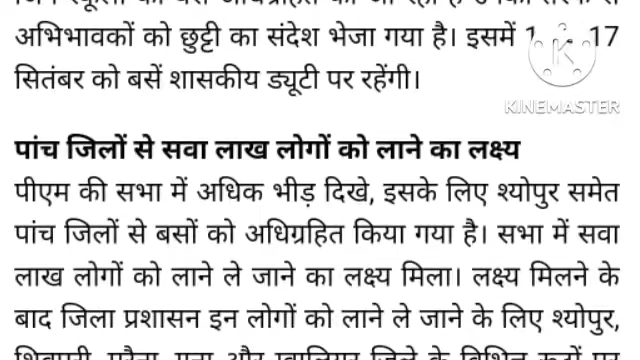 अभिभावकों को छुट्टी का संदेश भेजा गया है। इसमें 17
सितंबर को बसें शासकीय ड्यूटी पर रहेंगी।
KINEMASTER
पांच जिलों से सवा लाख लोगों को लाने का लक्ष्य
पीएम की सभा में अधिक भीड़ दिखे, इसके लिए श्योपुर समेत
पांच जिलों से बसों को अधिग्रहित किया गया है। सभा में सवा
लाख लोगों को लाने ले जाने का लक्ष्य मिला। लक्ष्य मिलने के
बाद जिला प्रशासन इन लोगों को लाने ले जाने के लिए श्योपुर,